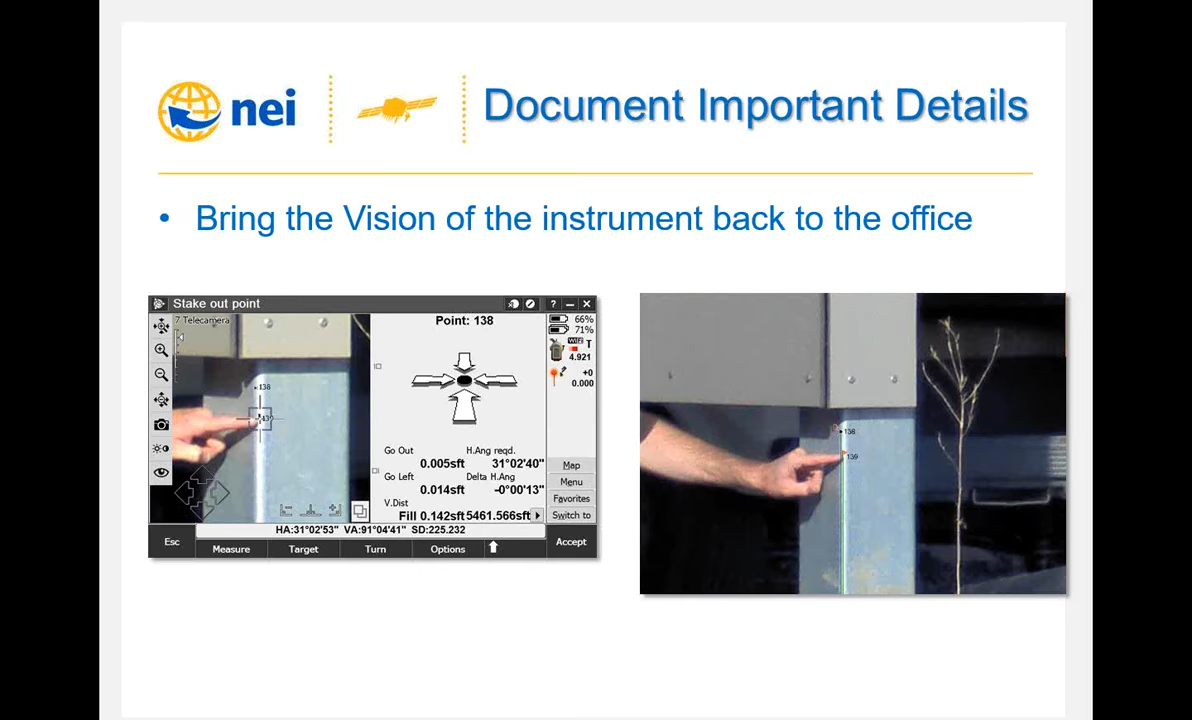 nei
Document Important Details
• Bring the Vision of the instrument back to the office
Stake out point
? – ×
7 Telecamera
Point: 138
66%
71%
T
4.921
+0
0.000
138
139
Go Out
H.Ang reqd.
0.005sft
31°02'40"
Go Left
Delta H.Ang
0.014sft
-0°00'13"
V.Dist
Fill 0.142sft
5461.566sft
Map
Menu
Favorites
Switch to
HA:31°02'53" VA:91°04'41" SD:225.232
Esc
Measure
Target
Turn
Options
Accept
138
139